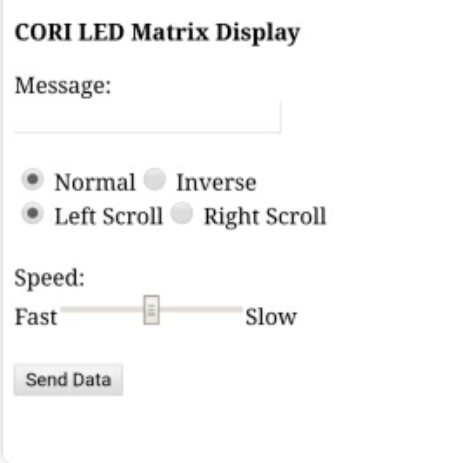 CORI LED Matrix Display
Message:
Normal Inverse
Left Scroll Right Scroll
Speed:
Fast Slow
Send Data